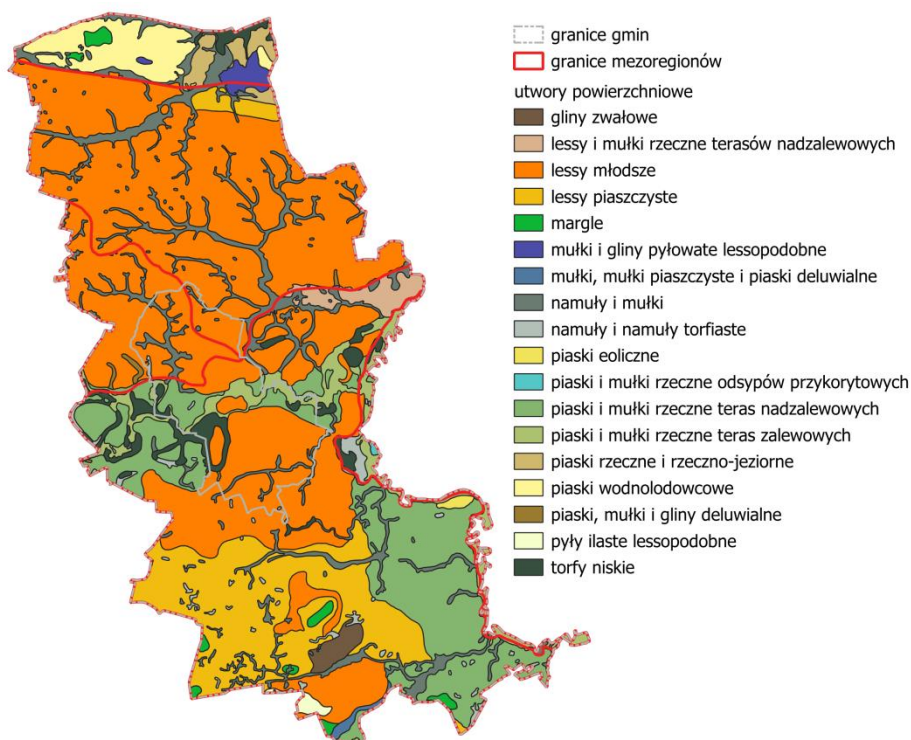 granice gmin
granice mezoregionów
utwory powierzchniowe
gliny zwałowe
lessy i mułki rzeczne terasów nadzalewowych
lessy młodsze
lessy piaszczyste
margle
mułki i gliny pyłowate lessopodobne
mułki, mułki piaszczyste i piaski deluwialne
namuły i mułki
namuły i namuły torfiaste
piaski eoliczne
piaski i mułki rzeczne odsypów przykorytowych
piaski i mułki rzeczne teras nadzalewowych
piaski i mułki rzeczne teras zalewowych
piaski rzeczne i rzeczno-jeziorne
piaski wodnolodowcowe
piaski, mułki i gliny deluwialne
pyły ilaste lessopodobne
torfy niskie